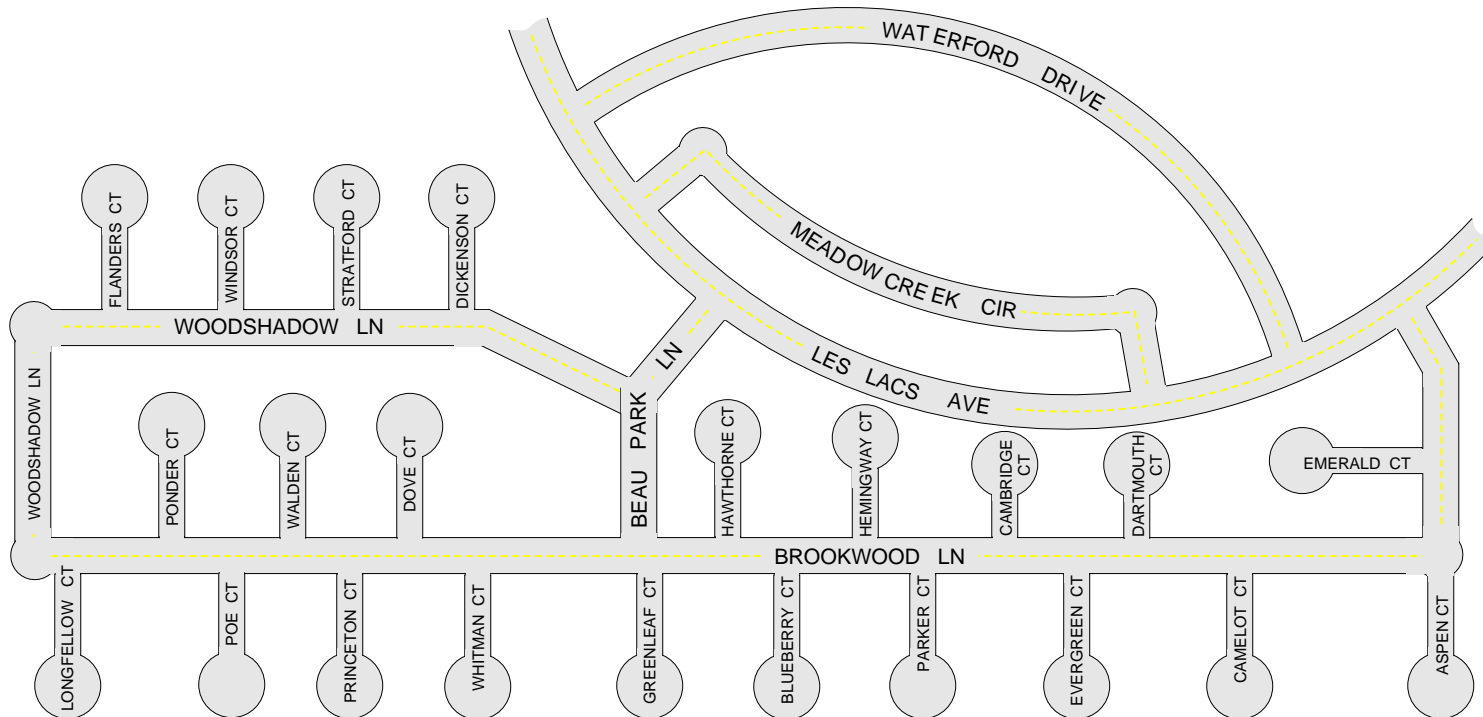 WATERFORD DRIVE
MEADOWCREEK CIR
LES LACS AVE
FLANDERS CT
WINDSOR CT
STRATFORD CT
DICKENSON CT
WOODSHADOW LN
WOODSHADOW LN
BEAU PARK LN
PONDER CT
WALDEN CT
DOVE CT
HAWTHORNE CT
HEMINGWAY CT
CAMBRIDGE
CT
DARTMOUTH
CT
EMERALD CT
BROOKWOOD LN
LONGFELLOW CT
POE CT
PRINCETON CT
WHITMAN CT
GREENLEAF CT
BLUEBERRY CT
PARKER CT
EVERGREEN CT
CAMELOT CT
ASPEN CT